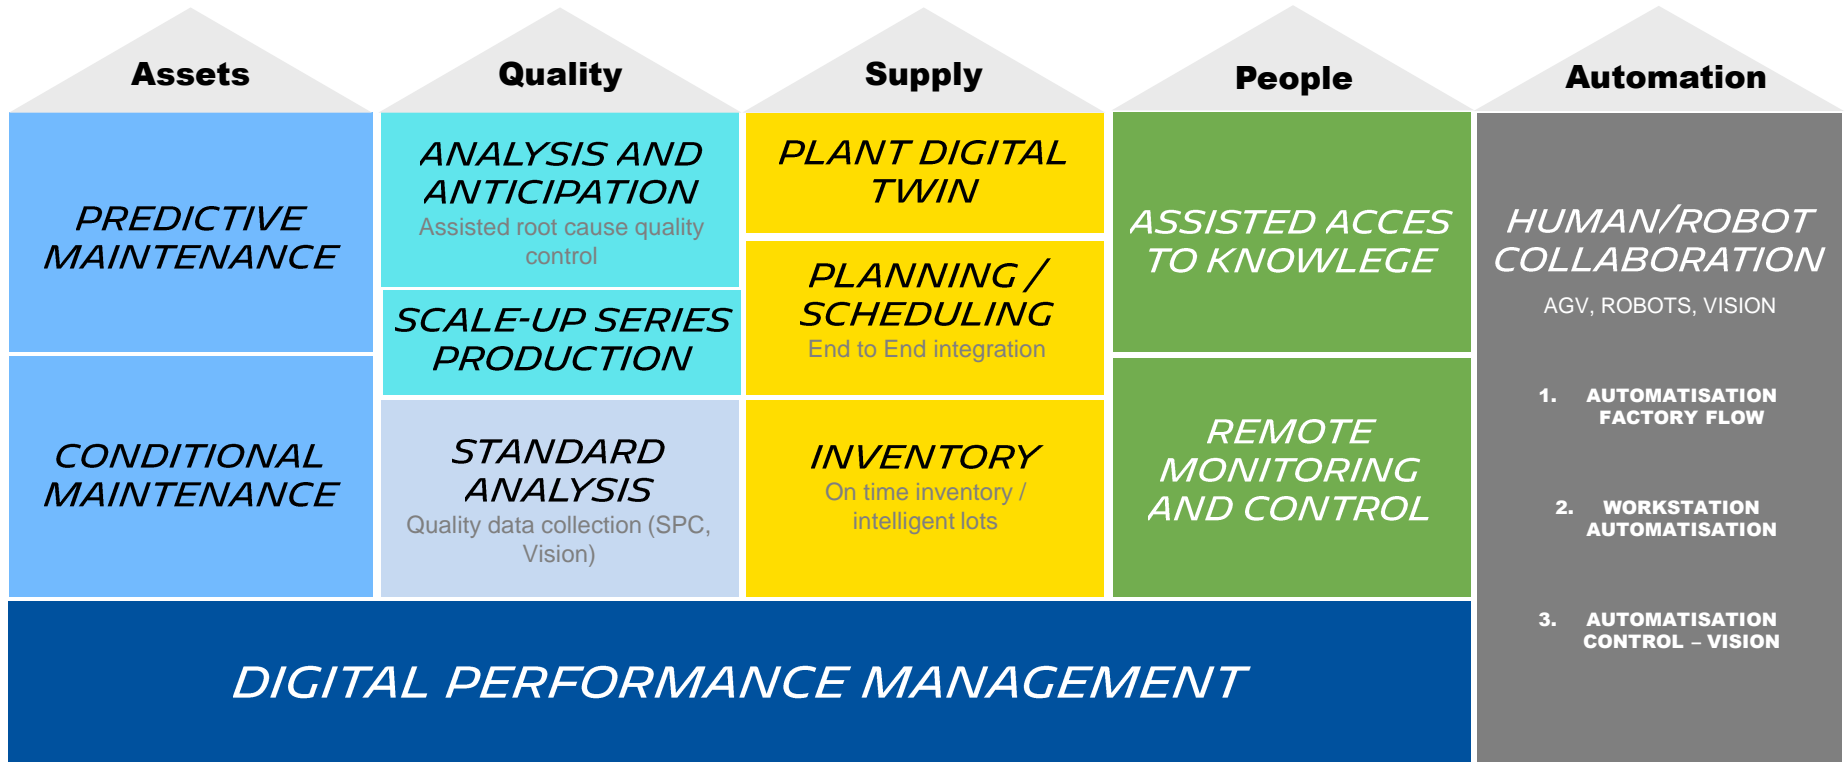 Assets
Quality
Supply
People
Automation
PREDICTIVE
MAINTENANCE
CONDITIONAL
MAINTENANCE
ANALYSIS AND
ANTICIPATION
Assisted root cause quality
control
SCALE-UP SERIES
PRODUCTION
STANDARD
ANALYSIS
Quality data collection (SPC,
Vision)
PLANT DIGITAL
TWIN
PLANNING /
SCHEDULING
End to End integration
INVENTORY
On time inventory /
intelligent lots
ASSISTED ACCES
TO KNOWLEGE
REMOTE
MONITORING
AND CONTROL
HUMAN/ROBOT
COLLABORATION
AGV, ROBOTS, VISION
1. AUTOMATISATION
FACTORY FLOW
2. WORKSTATION
AUTOMATISATION
3. AUTOMATISATION
CONTROL – VISION
DIGITAL PERFORMANCE MANAGEMENT